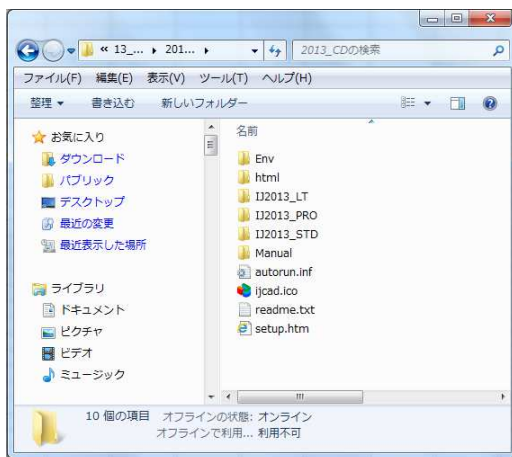 « 13_... ▸ 201... ▸
2013_CDの検索
ファイル(F) 編集(E) 表示(V) ツール(T) ヘルプ(H)
整理 ▼ 書き込む 新しいフォルダー
お気に入り
ダウンロード
パブリック
デスクトップ
最近の変更
最近表示した場所
ライブラリ
ドキュメント
ピクチャ
ビデオ
ミュージック
名前
Env
html
IJ2013_LT
IJ2013_PRO
IJ2013_STD
Manual
autorun.inf
ijcad.ico
readme.txt
setup.htm
10 個の項目 オフラインの状態: オンライン
オフラインで利用... 利用不可